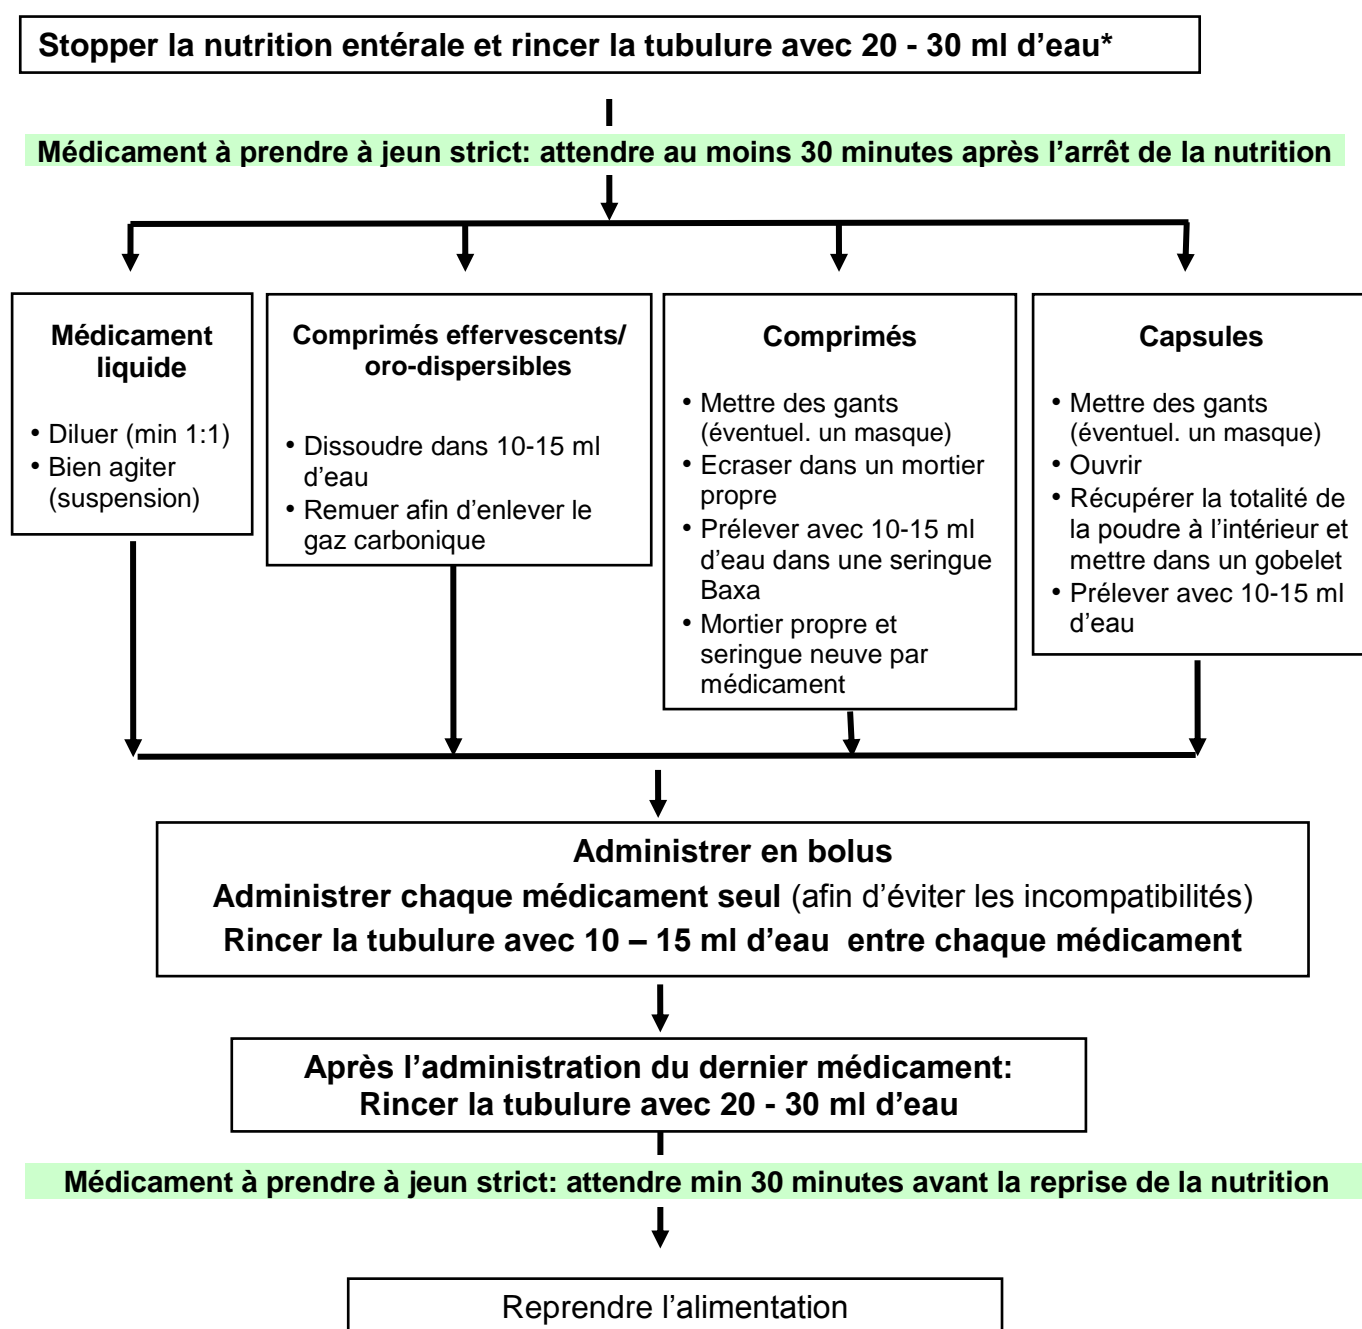 Stopper la nutrition entérale et rincer la tubulure avec 20 - 30 ml d’eau*
Médicament à prendre à jeun strict: attendre au moins 30 minutes après l’arrêt de la nutrition
Médicament
liquide
• Diluer (min 1:1)
• Bien agiter
(suspension)
Comprimés effervescents/
oro-dispersibles
• Dissoudre dans 10-15 ml
d’eau
• Remuer afin d’enlever le
gaz carbonique
Comprimés
• Mettre des gants
(éventuel. un masque)
• Ecraser dans un mortier
propre
• Prélever avec 10-15 ml
d’eau dans une seringue
Baxa
• Mortier propre et
seringue neuve par
médicament
Capsules
• Mettre des gants
(éventuel. un masque)
• Ouvrir
• Récupérer la totalité de
la poudre à l’intérieur et
mettre dans un gobelet
• Prélever avec 10-15 ml
d’eau
Administrer en bolus
Administrer chaque médicament seul (afin d’éviter les incompatibilités)
Rincer la tubulure avec 10 – 15 ml d’eau entre chaque médicament
Après l’administration du dernier médicament:
Rincer la tubulure avec 20 - 30 ml d’eau
Médicament à prendre à jeun strict: attendre min 30 minutes avant la reprise de la nutrition
Reprendre l’alimentation